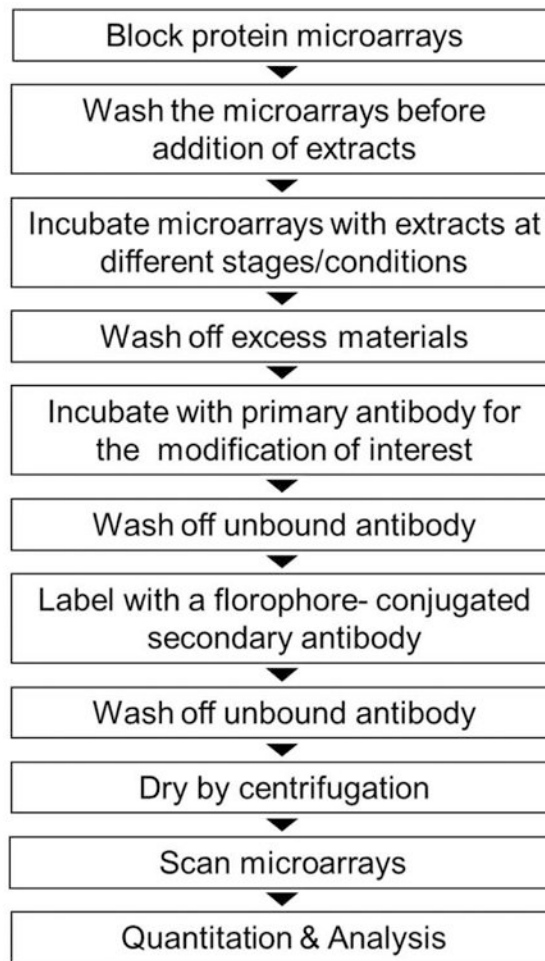 Block protein microarrays
Wash the microarrays before
addition of extracts
Incubate microarrays with extracts at
different stages/conditions
Wash off excess materials
Incubate with primary antibody for
the modification of interest
Wash off unbound antibody
Label with a florophore- conjugated
secondary antibody
Wash off unbound antibody
Dry by centrifugation
Scan microarrays
Quantitation & Analysis